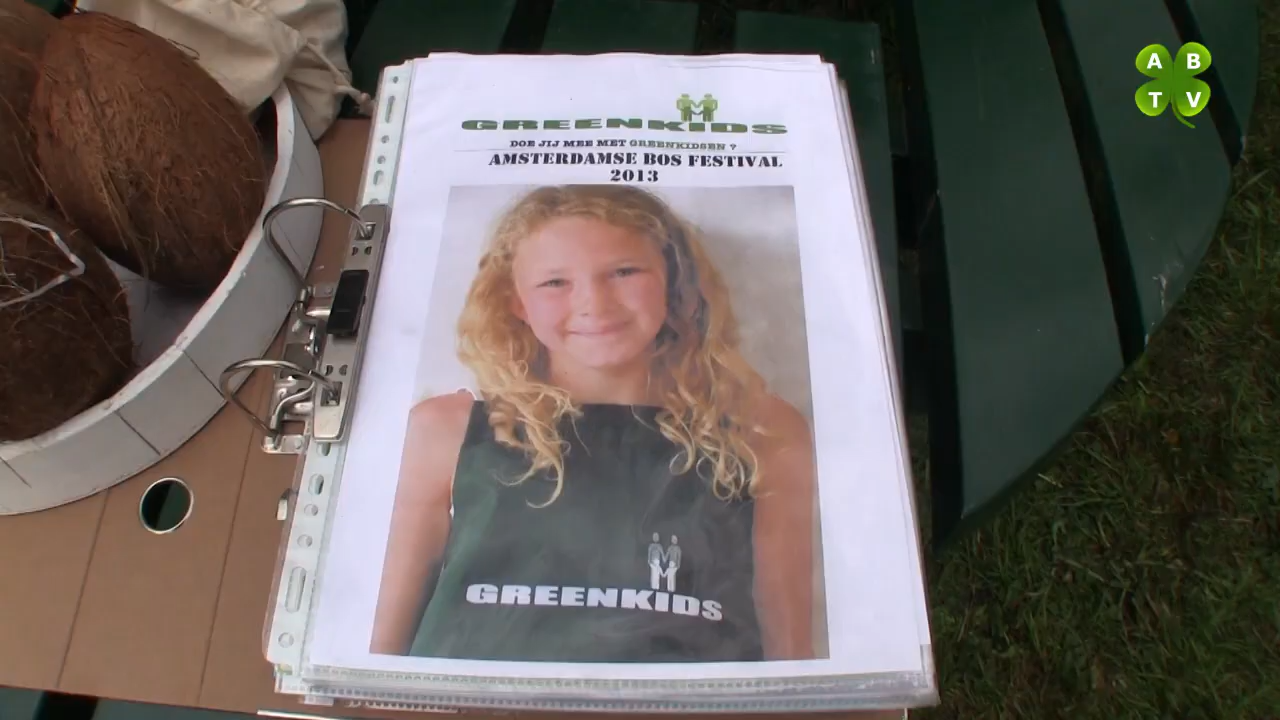 A B
T V
GREENKIDS
DOE JIJ MEE MET GREENKIDSEN ?
AMSTERDAMSE BOS FESTIVAL
2013
GREENKIDS